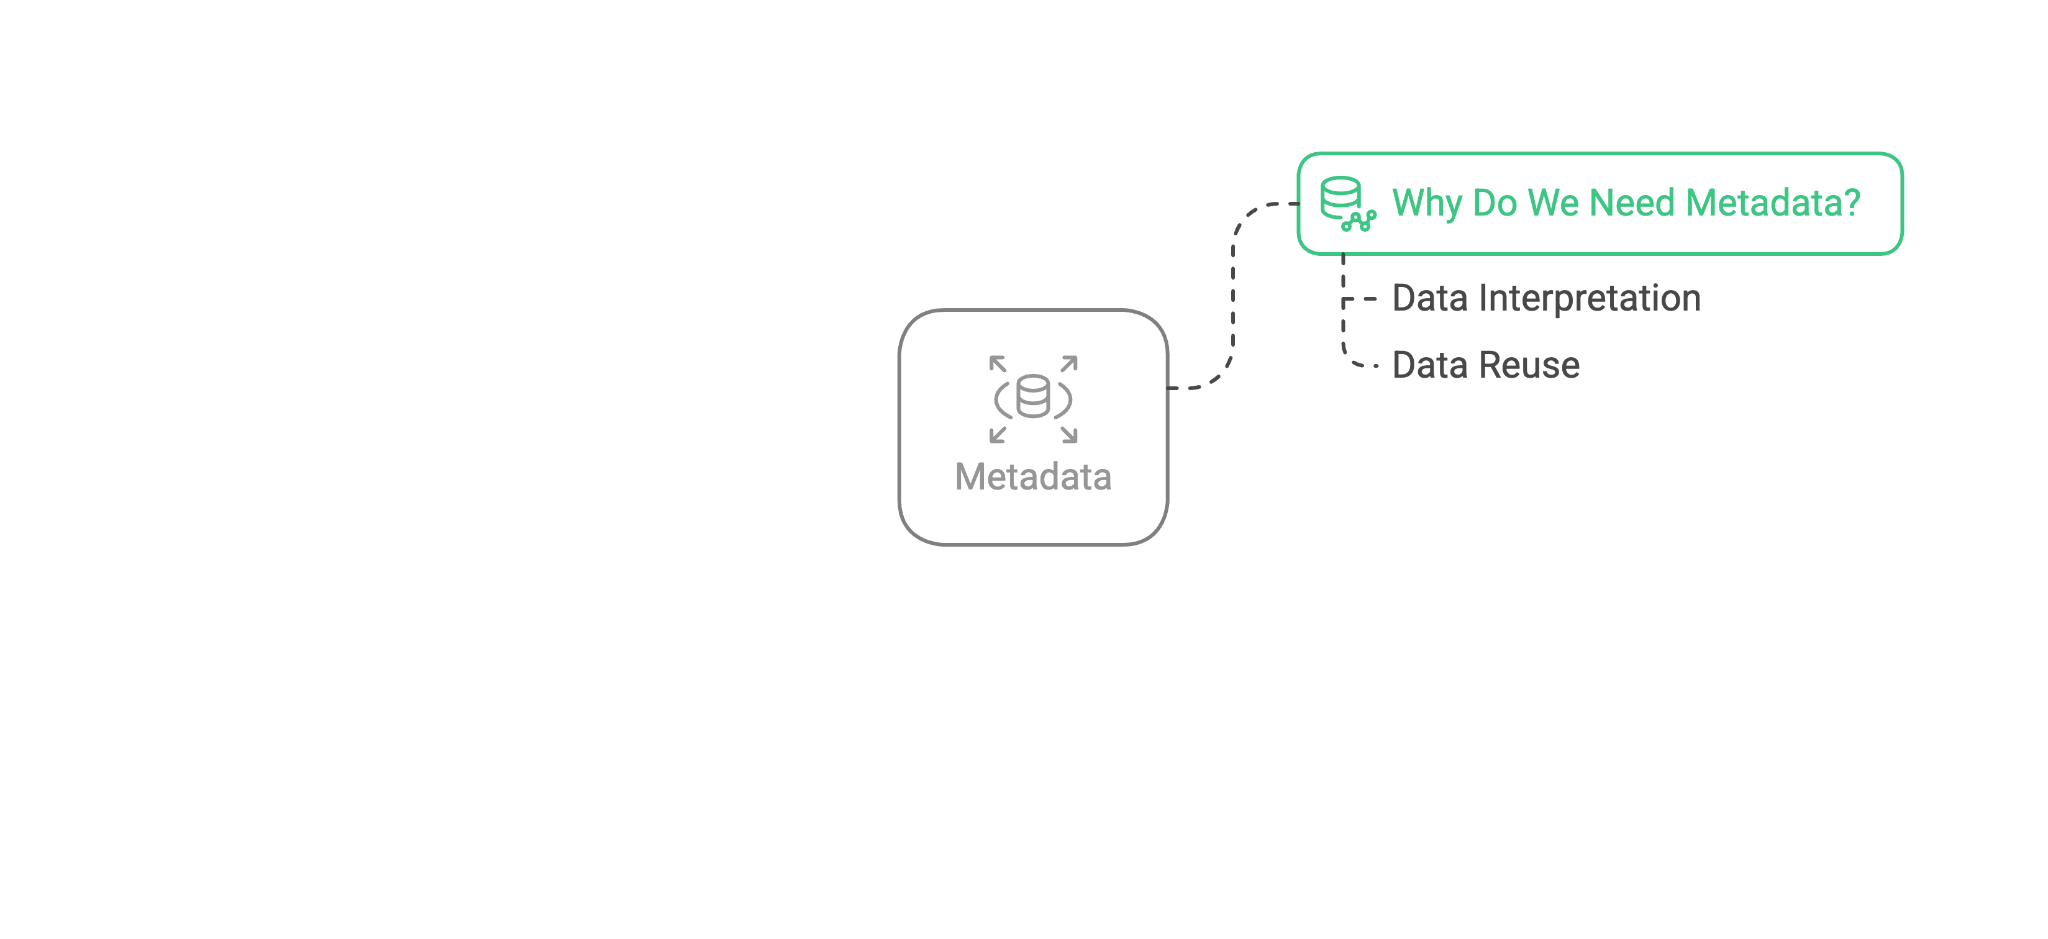 Why Do We Need Metadata?
Data Interpretation
Data Reuse
Metadata